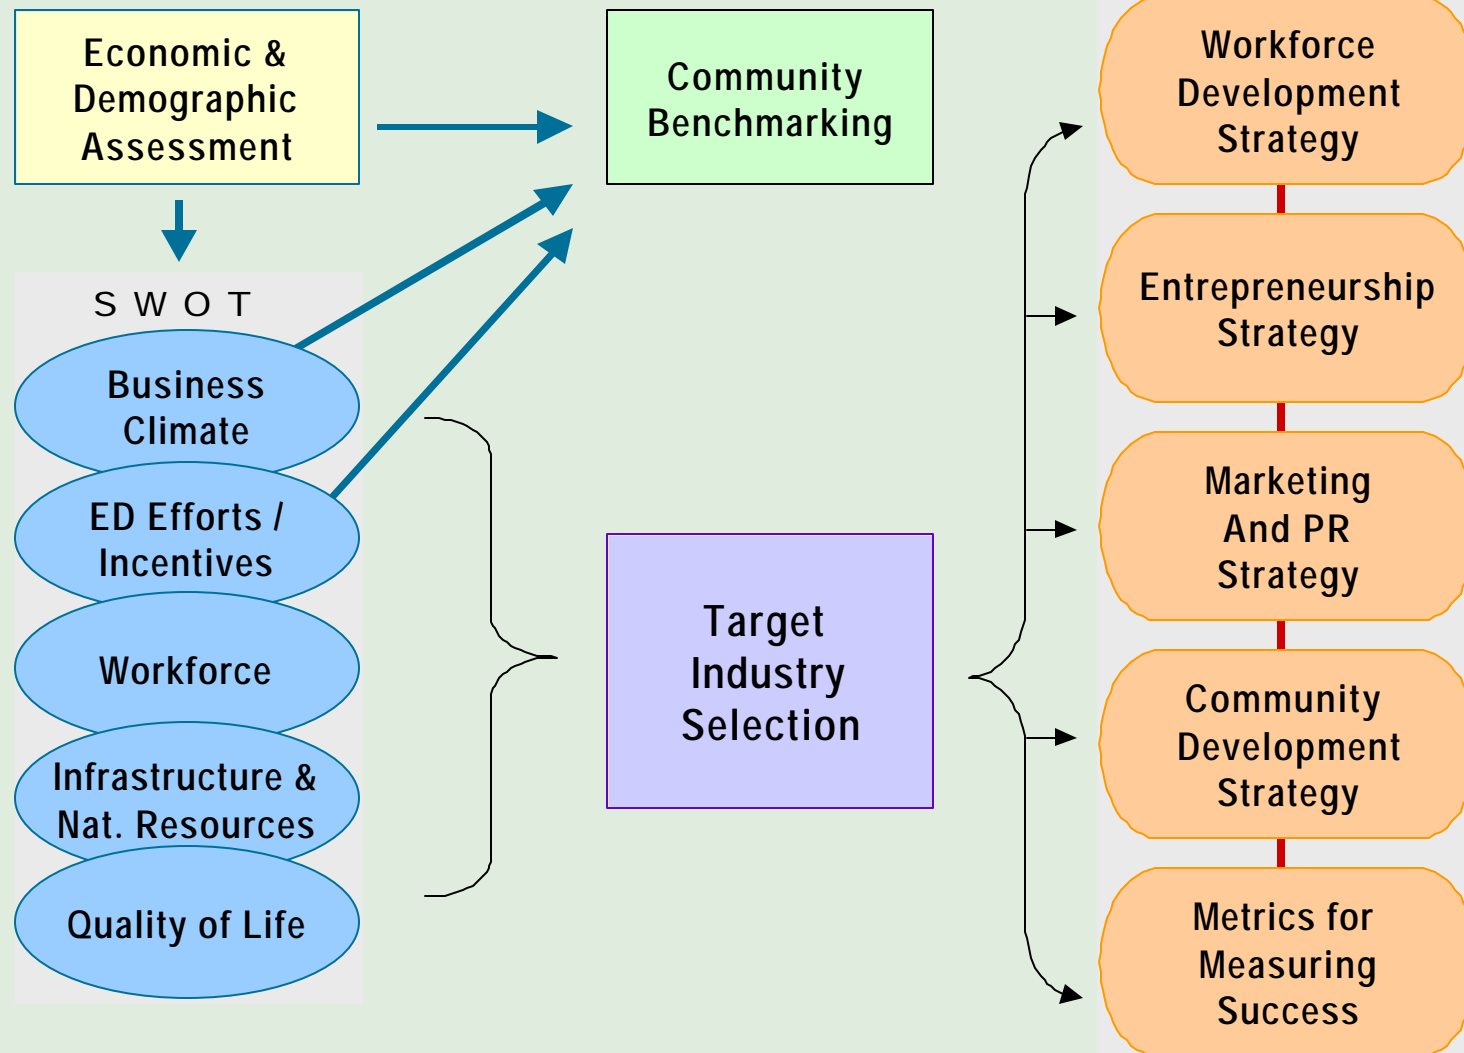 Economic &
Demographic
Assessment
Community
Benchmarking
S W O T
Business
Climate
ED Efforts /
Incentives
Workforce
Infrastructure &
Nat. Resources
Quality of Life
Target
Industry
Selection
Workforce
Development
Strategy
Entrepreneurship
Strategy
Marketing
And PR
Strategy
Community
Development
Strategy
Metrics for
Measuring
Success